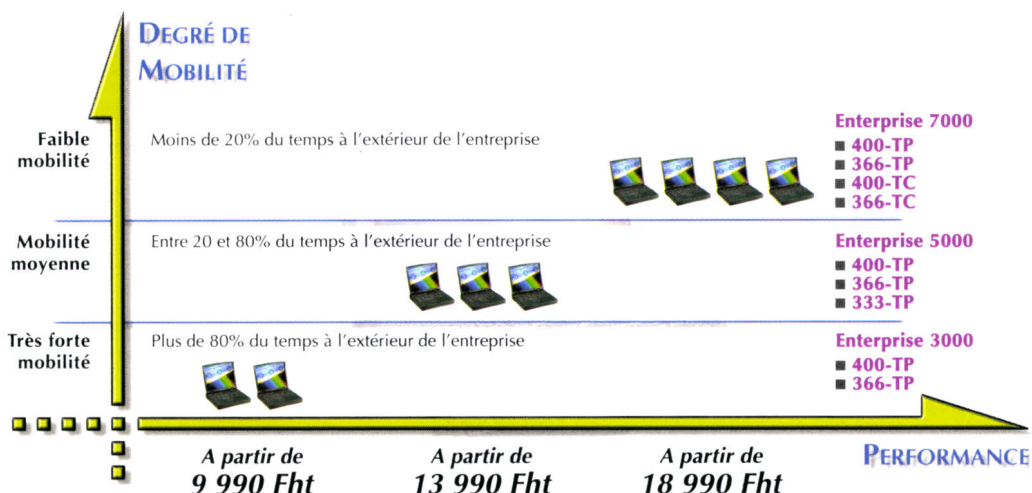 DEGRÉ DE
MOBILITÉ
Faible
mobilité
Moins de 20% du temps à l'extérieur de l'entreprise
Enterprise 7000
400-TP
366-TP
400-TC
366-TC
Mobilité
moyenne
Entre 20 et 80% du temps à l'extérieur de l'entreprise
Enterprise 5000
400-TP
366-TP
333-TP
Très forte
mobilité
Plus de 80% du temps à l'extérieur de l'entreprise
Enterprise 3000
400-TP
366-TP
A partir de
9 990 Fht
A partir de
13 990 Fht
A partir de
18 990 Fht
PERFORMANCE